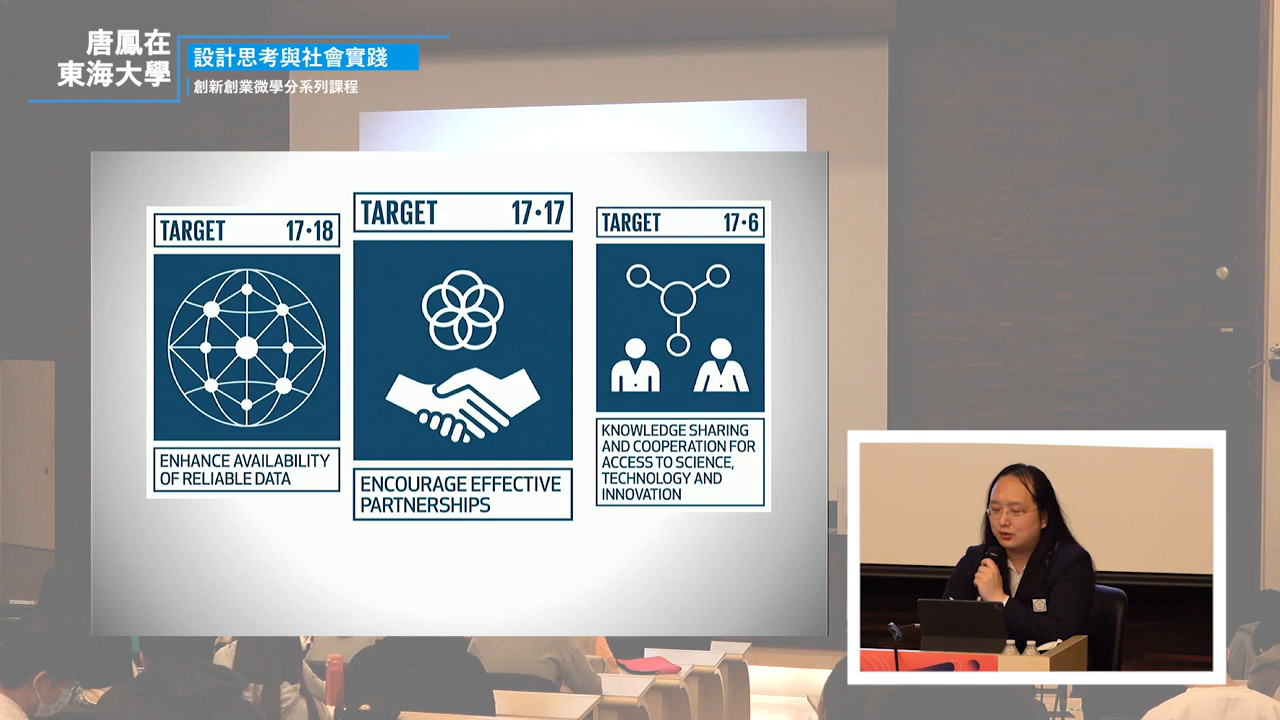 唐鳳在
東海大學
設計思考與社會實踐
創新創業微學分系列課程
TARGET 17•18
ENHANCE AVAILABILITY
OF RELIABLE DATA
TARGET 17•17
ENCOURAGE EFFECTIVE
PARTNERSHIPS
TARGET 17•6
KNOWLEDGE SHARING
AND COOPERATION FOR
ACCESS TO SCIENCE,
TECHNOLOGY AND
INNOVATION